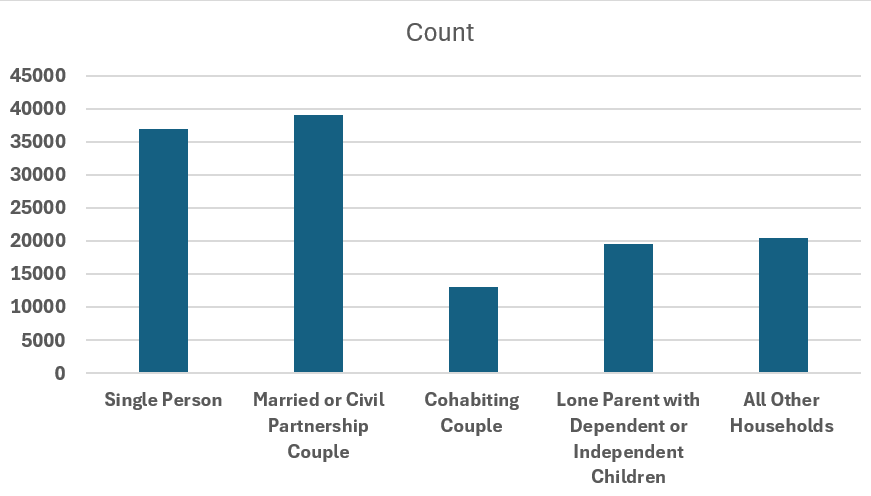 Count
45000
40000
35000
30000
25000
20000
15000
10000
5000
0
Single Person
Married or Civil
Partnership
Couple
Cohabiting
Couple
Lone Parent with
Dependent or
Independent
Children
All Other
Households